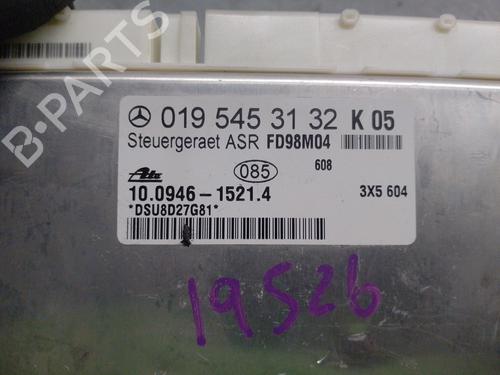 B-PARTS
019 545 31 32 K 05
Steuergeraet ASR FD98M04
085 608
Ate
10.0946-1521.4 3X5 604
*DSU8D27G81*
19526